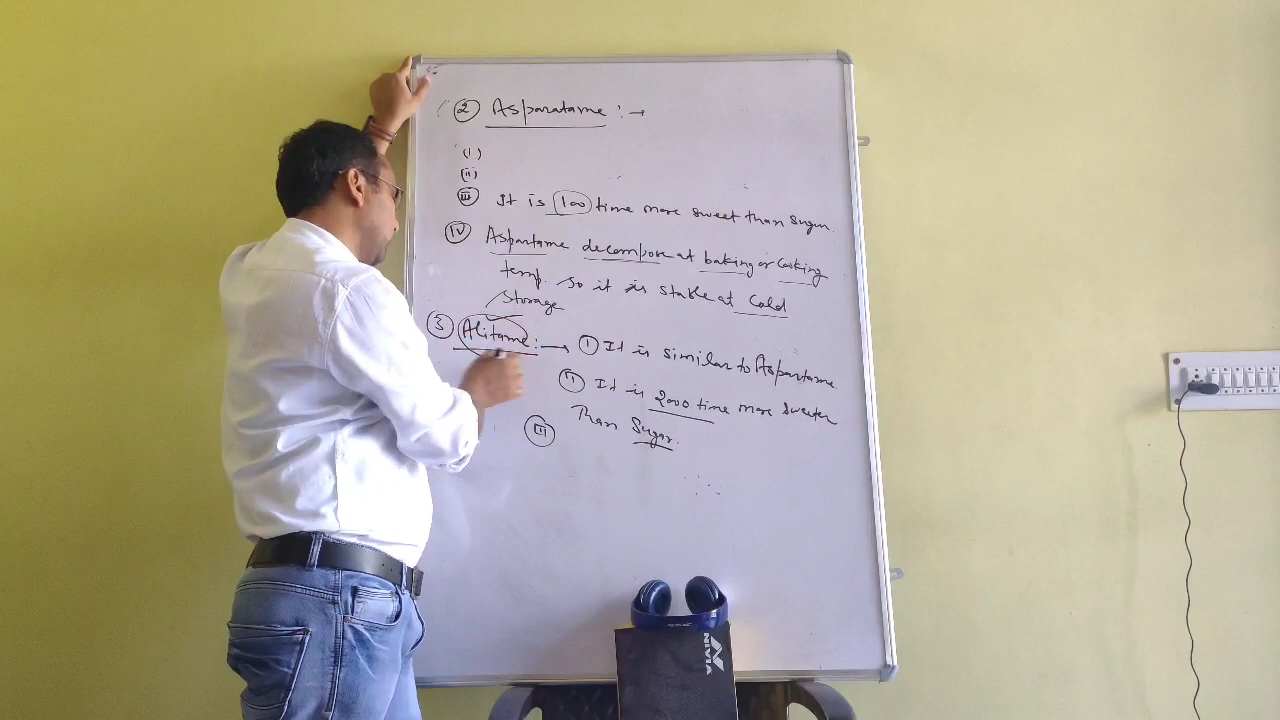 ② Asparatame :→
(i)
(ii)
(iii) It is 100 time more sweet than sugar.
(iv) Aspartame decompose at baking or cooking
temp. so it is stable at cold
storage
③ Alitame: → (i) It is similar to Aspartame
(ii) It is 2000 time more sweeter
Than Sugar.
(iii)
NIVIA